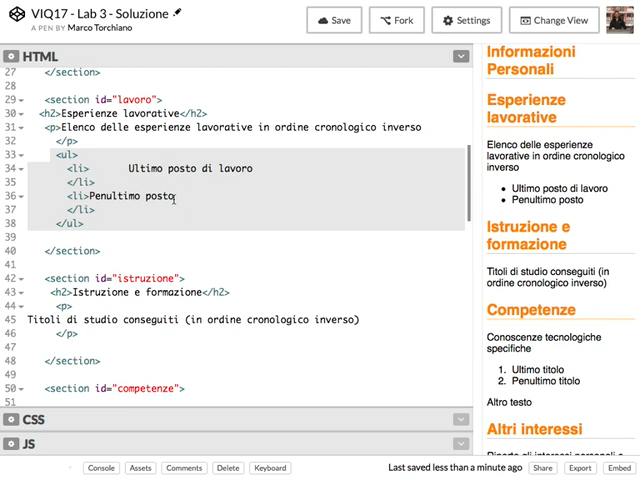 VIQ17 - Lab 3 - Soluzione
A PEN BY Marco Torchiano
Save
Fork
Settings
Change View
HTML
27 </section>
28
29 <section id="lavoro">
30 <h2>Esperienze lavorative</h2>
31 <p>Elenco delle esperienze lavorative in ordine cronologico inverso
32 </p>
33 <ul>
34 <li> Ultimo posto di lavoro
35 </li>
36 <li>Penultimo posto
37 </li>
38 </ul>
39
40 </section>
41
42 <section id="istruzione">
43 <h2>Istruzione e formazione</h2>
44 <p>
45 Titoli di studio conseguiti (in ordine cronologico inverso)
46 </p>
47
48 </section>
49
50 <section id="competenze">
51
CSS
JS
Informazioni
Personali
Esperienze
lavorative
Elenco delle esperienze
lavorative in ordine cronologico
inverso
• Ultimo posto di lavoro
• Penultimo posto
Istruzione e
formazione
Titoli di studio conseguiti (in
ordine cronologico inverso)
Competenze
Conoscenze tecnologiche
specifiche
1. Ultimo titolo
2. Penultimo titolo
Altro testo
Altri interessi
Console
Assets
Comments
Delete
Keyboard
Last saved less than a minute ago
Share
Export
Embed